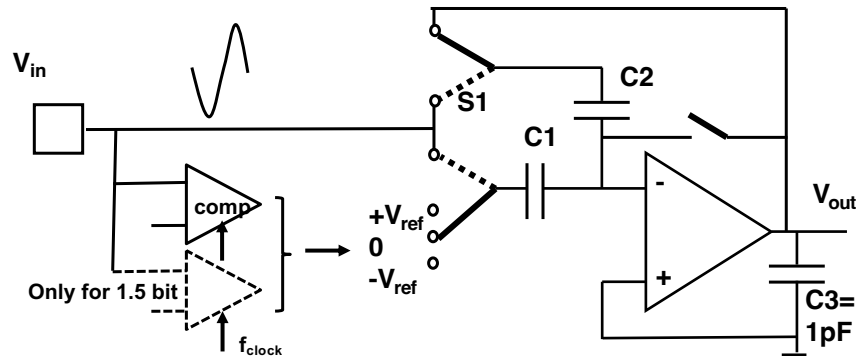 V_in
S1
C2
C1
comp
+V_ref
0
-V_ref
Only for 1.5 bit
f_clock
-
+
V_out
C3=
1pF